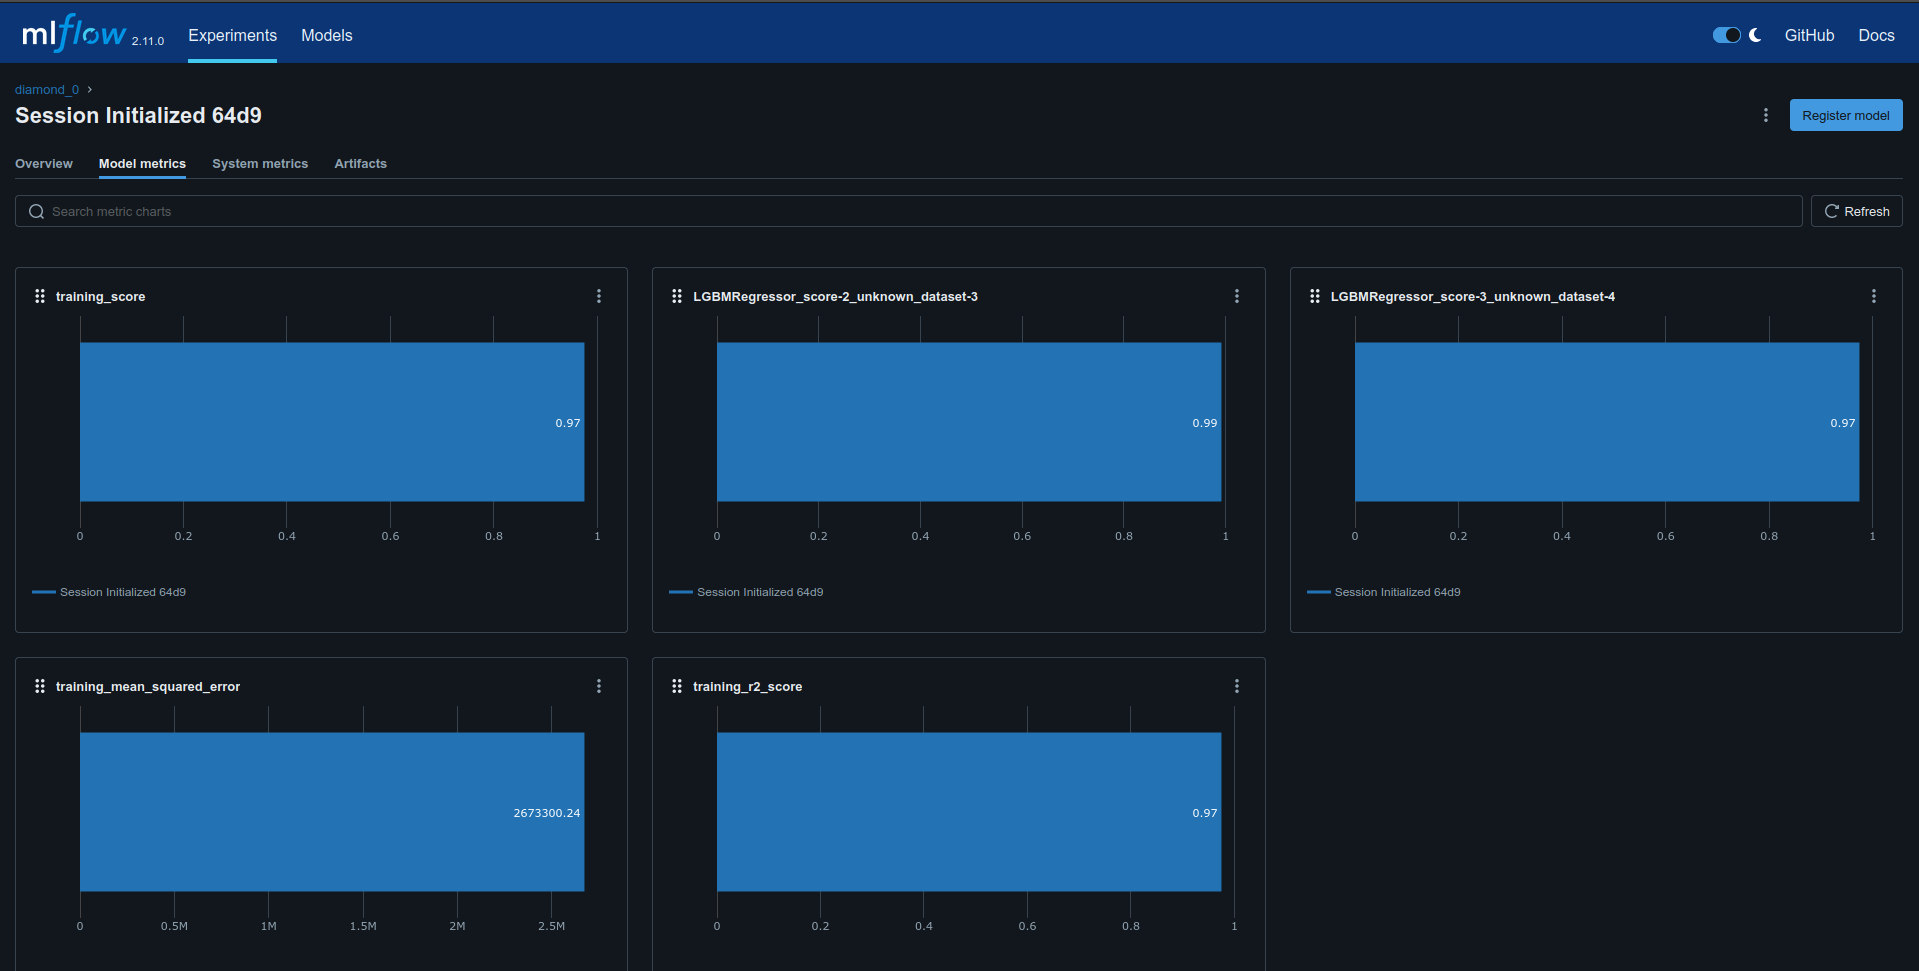 mlflow 2.11.0 Experiments Models GitHub Docs
diamond_0
Session Initialized 64d9
Register model
Overview Model metrics System metrics Artifacts
Search metric charts
Refresh
training_score
0.97
0 0.2 0.4 0.6 0.8 1
Session Initialized 64d9
LGBMRegressor_score-2_unknown_dataset-3
0.99
0 0.2 0.4 0.6 0.8 1
Session Initialized 64d9
LGBMRegressor_score-3_unknown_dataset-4
0.97
0 0.2 0.4 0.6 0.8 1
Session Initialized 64d9
training_mean_squared_error
2673300.24
0 0.5M 1M 1.5M 2M 2.5M
training_r2_score
0.97
0 0.2 0.4 0.6 0.8 1